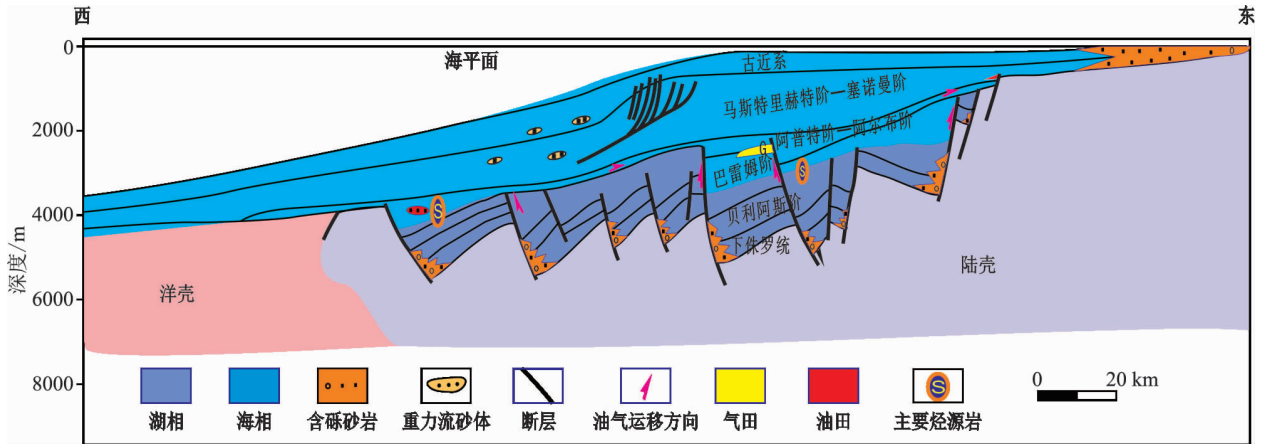 西
东
海平面
0
2000
4000
6000
8000
深度/m
古近系
马斯特里赫特阶—塞诺曼阶
阿普特阶—阿尔布阶
G
巴雷姆阶
S
S
贝利阿斯阶
下侏罗统
洋壳
陆壳
0 20 km
S
湖相
海相
含砾砂岩
重力流砂体
断层
油气运移方向
气田
油田
主要烃源岩